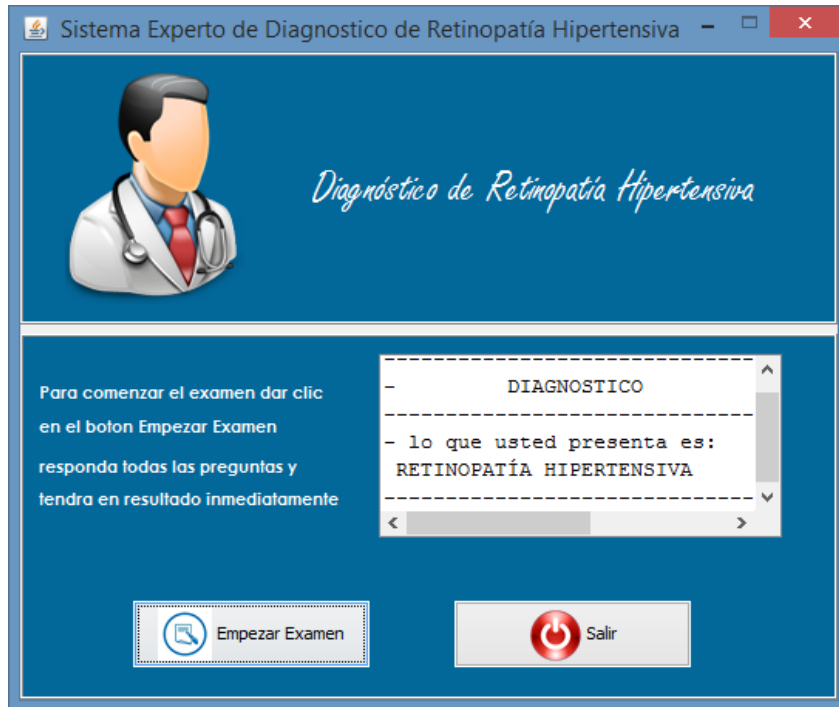 Sistema Experto de Diagnostico de Retinopatía Hipertensiva
Diagnóstico de Retinopatía Hipertensiva
Para comenzar el examen dar clic
en el boton Empezar Examen
responda todas las preguntas y
tendra en resultado inmediatamente
------------------------------
- DIAGNOSTICO
------------------------------
- lo que usted presenta es:
RETINOPATÍA HIPERTENSIVA
------------------------------
Empezar Examen
Salir